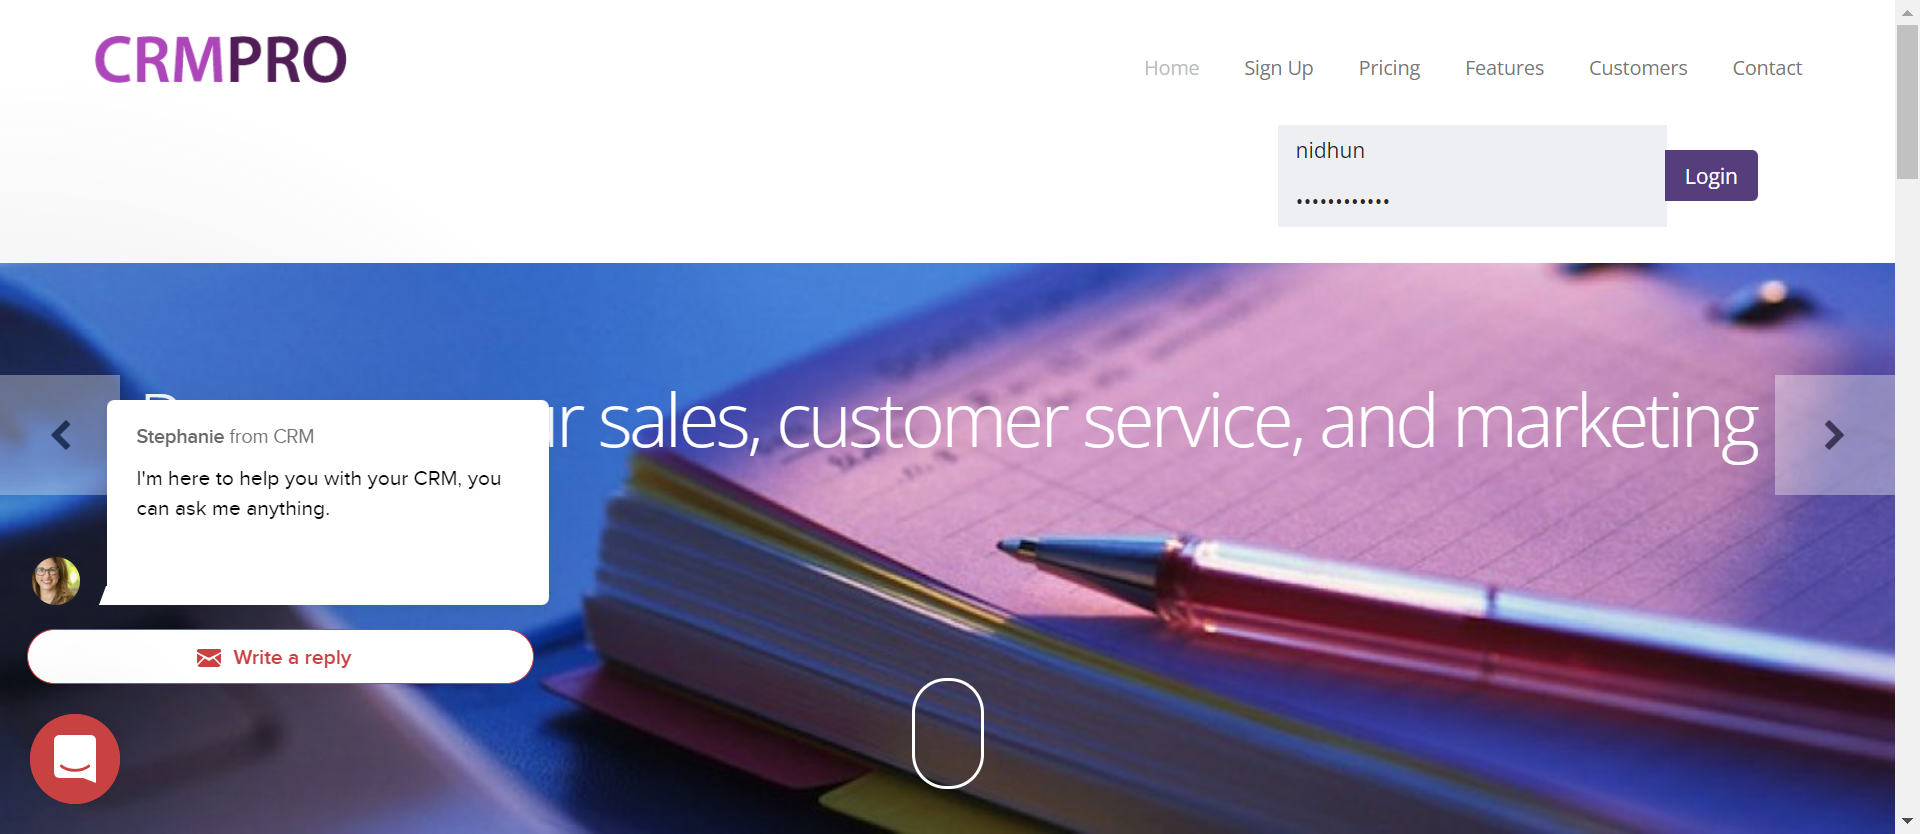 CRMPRO
Home Sign Up Pricing Features Customers Contact
nidhun
••••••••••••
Login
sales, customer service, and marketing
Stephanie from CRM
I'm here to help you with your CRM, you
can ask me anything.
Write a reply